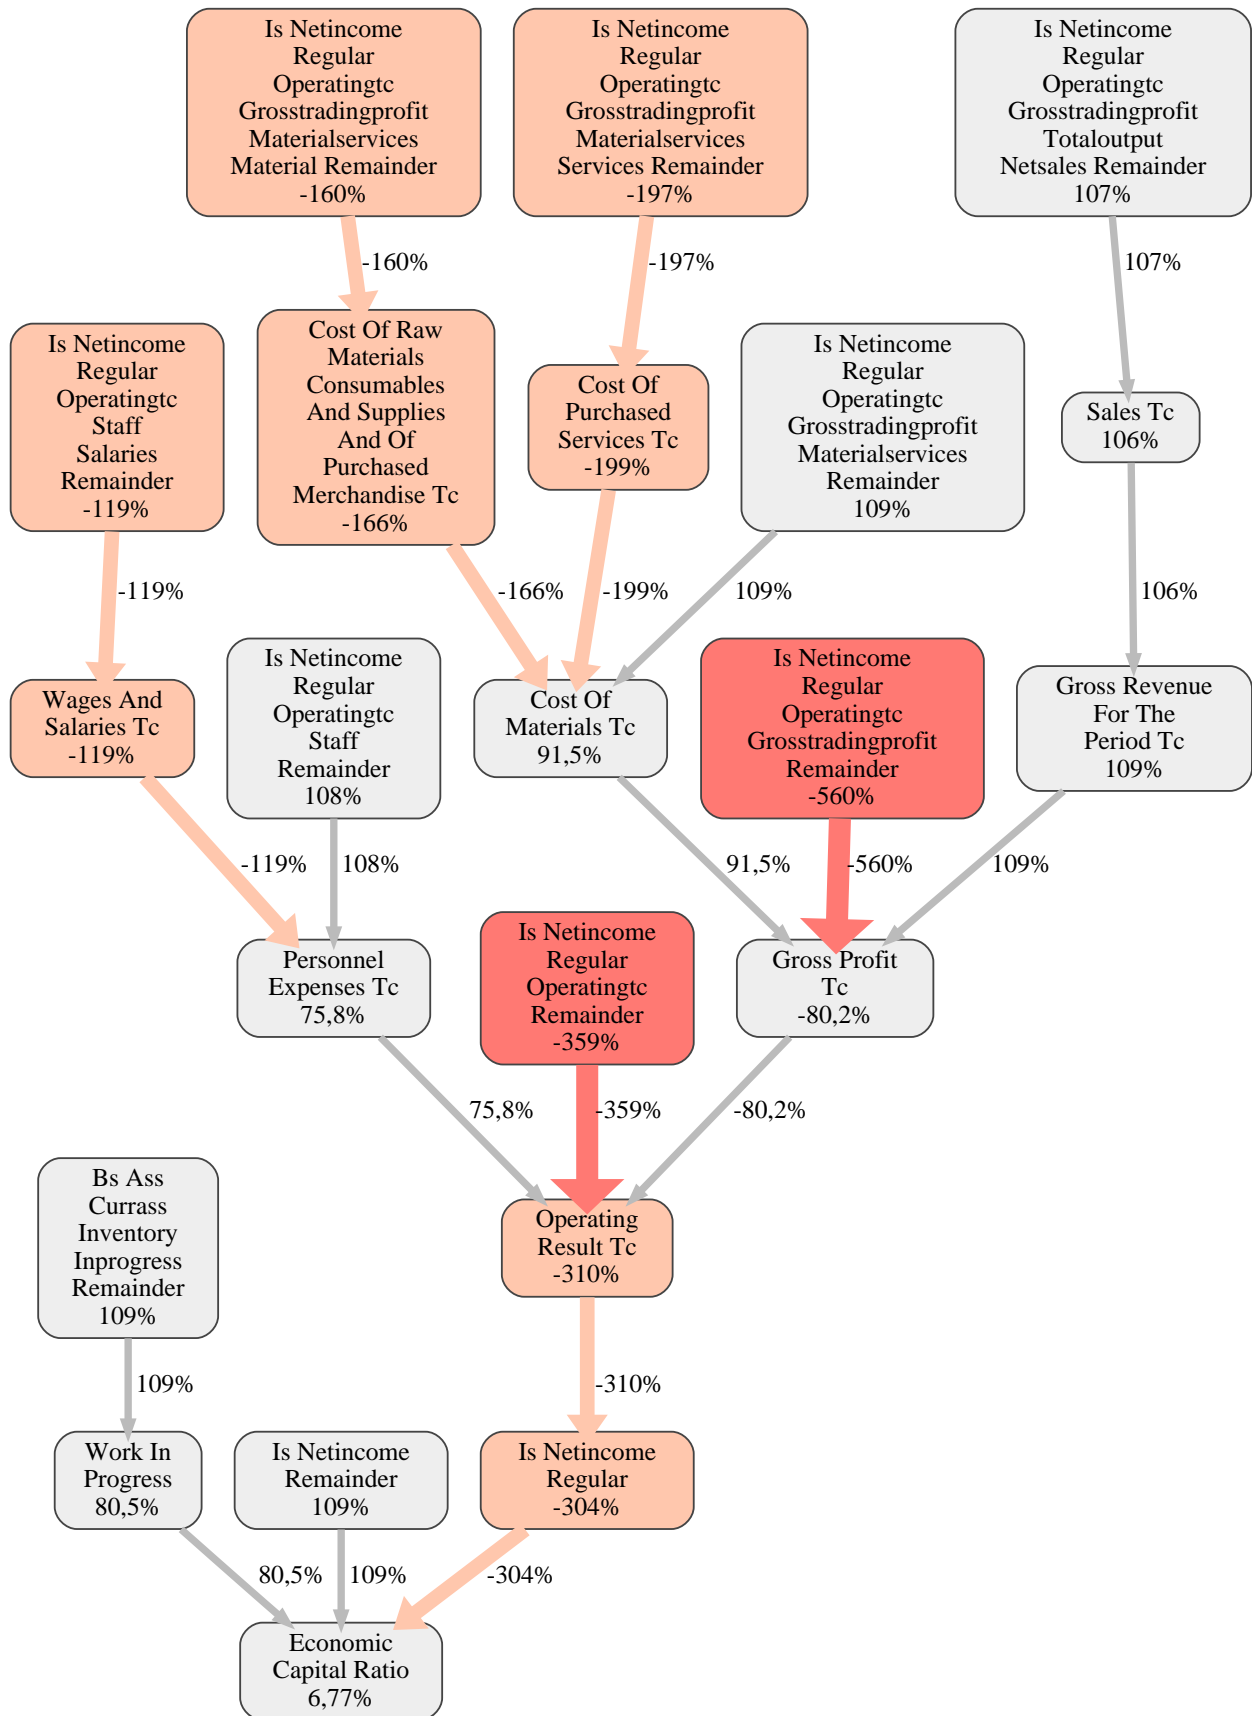 Is Netincome
Regular
Operatingtc
Grosstradingprofit
Materialservices
Material Remainder
-160%
Is Netincome
Regular
Operatingtc
Grosstradingprofit
Materialservices
Services Remainder
-197%
Is Netincome
Regular
Operatingtc
Grosstradingprofit
Totaloutput
Netsales Remainder
107%
-160%
-197%
107%
Is Netincome
Regular
Operatingtc
Staff
Salaries
Remainder
-119%
Cost Of Raw
Materials
Consumables
And Supplies
And Of
Purchased
Merchandise Tc
-166%
Cost Of
Purchased
Services Tc
-199%
Is Netincome
Regular
Operatingtc
Grosstradingprofit
Materialservices
Remainder
109%
Sales Tc
106%
-119%
-166%
-199%
109%
106%
Wages And
Salaries Tc
-119%
Is Netincome
Regular
Operatingtc
Staff
Remainder
108%
Cost Of
Materials Tc
91,5%
Is Netincome
Regular
Operatingtc
Grosstradingprofit
Remainder
-560%
Gross Revenue
For The
Period Tc
109%
-119%
108%
91,5%
-560%
109%
Personnel
Expenses Tc
75,8%
Is Netincome
Regular
Operatingtc
Remainder
-359%
Gross Profit
Tc
-80,2%
75,8%
-359%
-80,2%
Bs Ass
Currass
Inventory
Inprogress
Remainder
109%
Operating
Result Tc
-310%
109%
-310%
Work In
Progress
80,5%
Is Netincome
Remainder
109%
Is Netincome
Regular
-304%
80,5%
109%
-304%
Economic
Capital Ratio
6,77%